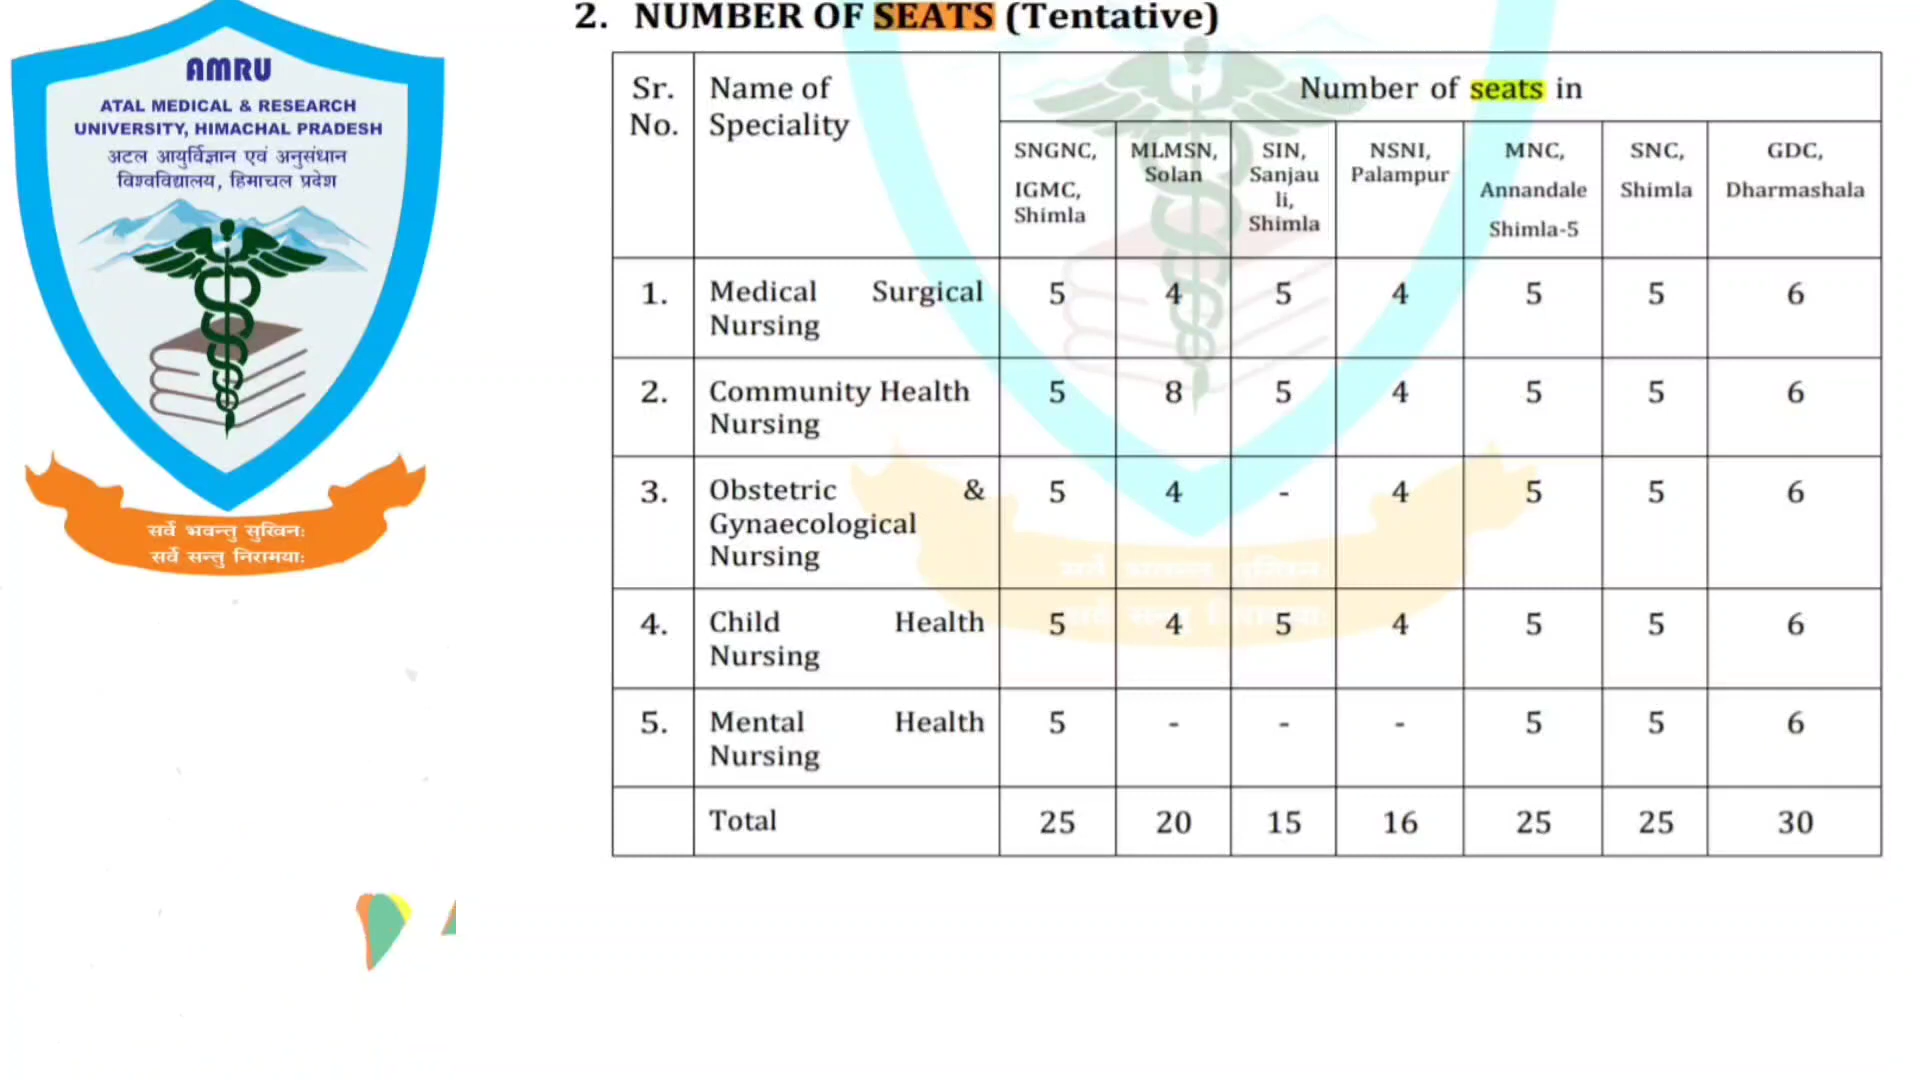 AMRU
ATAL MEDICAL & RESEARCH
UNIVERSITY, HIMACHAL PRADESH
अटल आयुर्विज्ञान एवं अनुसंधान
विश्वविद्यालय, हिमाचल प्रदेश
सर्वे भवन्तु सुखिनः
सर्वे सन्तु निरामयाः
2. NUMBER OF SEATS (Tentative)
Sr. No. Name of Speciality Number of seats in
SNGNC, IGMC, Shimla MLMSN, Solan SIN, Sanjau li, Shimla NSNI, Palampur MNC, Annandale Shimla-5 SNC, Shimla GDC, Dharmashala
1. Medical Surgical Nursing 5 4 5 4 5 5 6
2. Community Health Nursing 5 8 5 4 5 5 6
3. Obstetric & Gynaecological Nursing 5 4 - 4 5 5 6
4. Child Health Nursing 5 4 5 4 5 5 6
5. Mental Health Nursing 5 - - - 5 5 6
Total 25 20 15 16 25 25 30